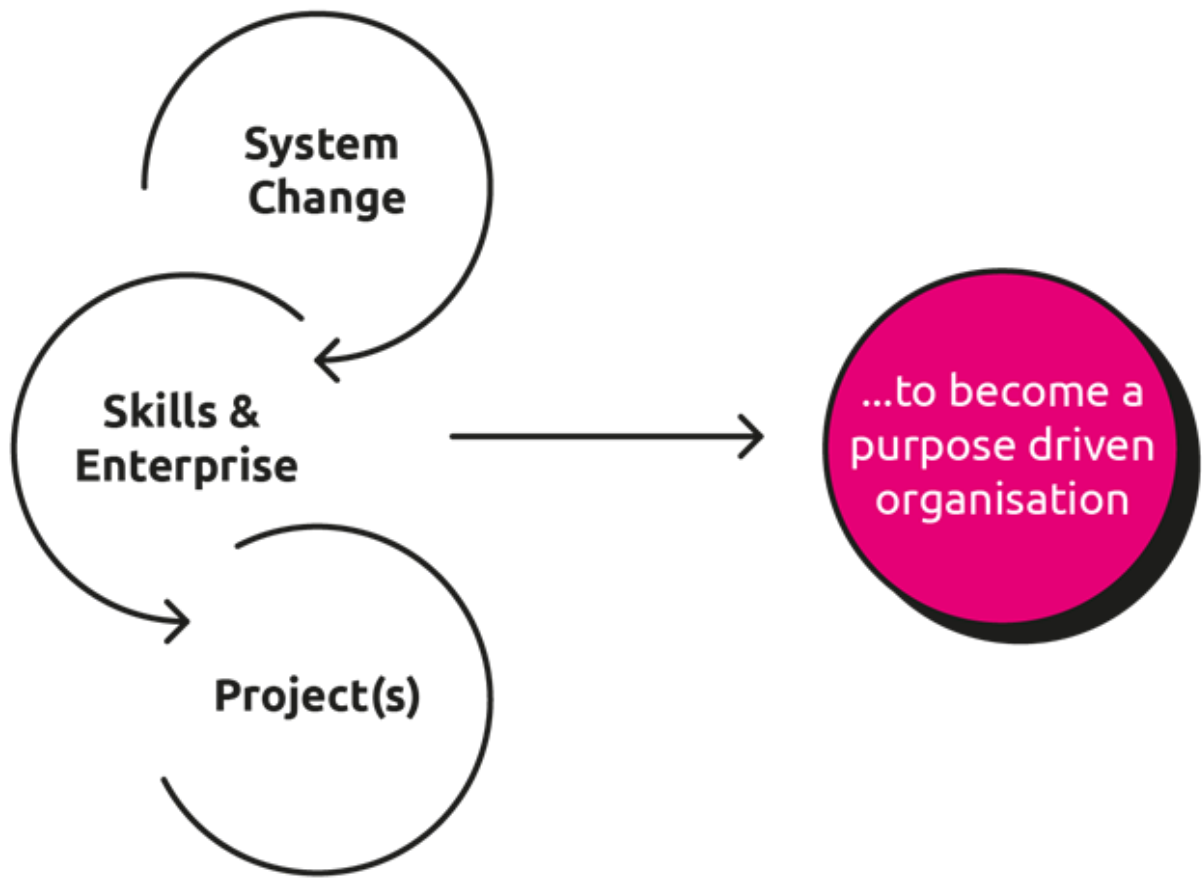 System
Change
Skills &
Enterprise
Project(s)
...to become a
purpose driven
organisation